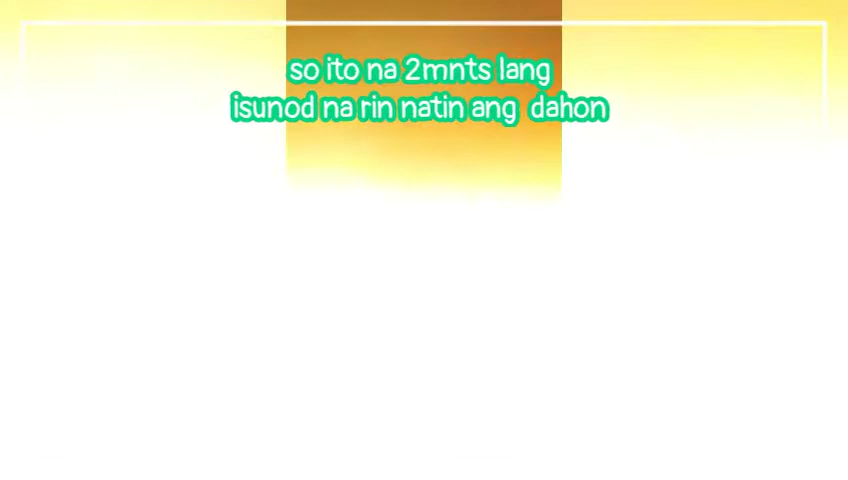 so ito na 2mnts lang
isunod na rin natin ang dahon